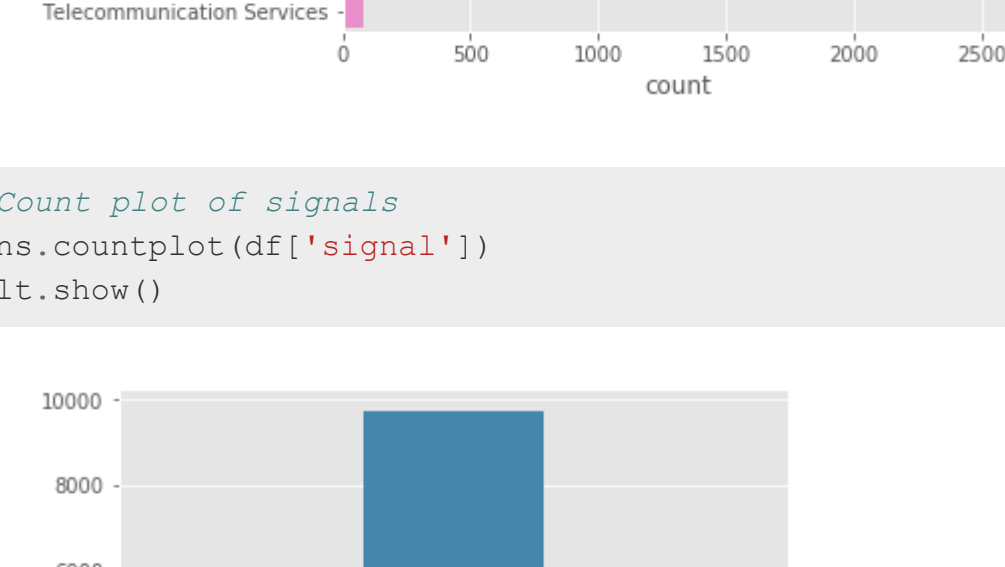 Telecommunication Services
0 500 1000 1500 2000 2500
count
Count plot of signals
ns.countplot(df['signal'])
lt.show()
10000
8000